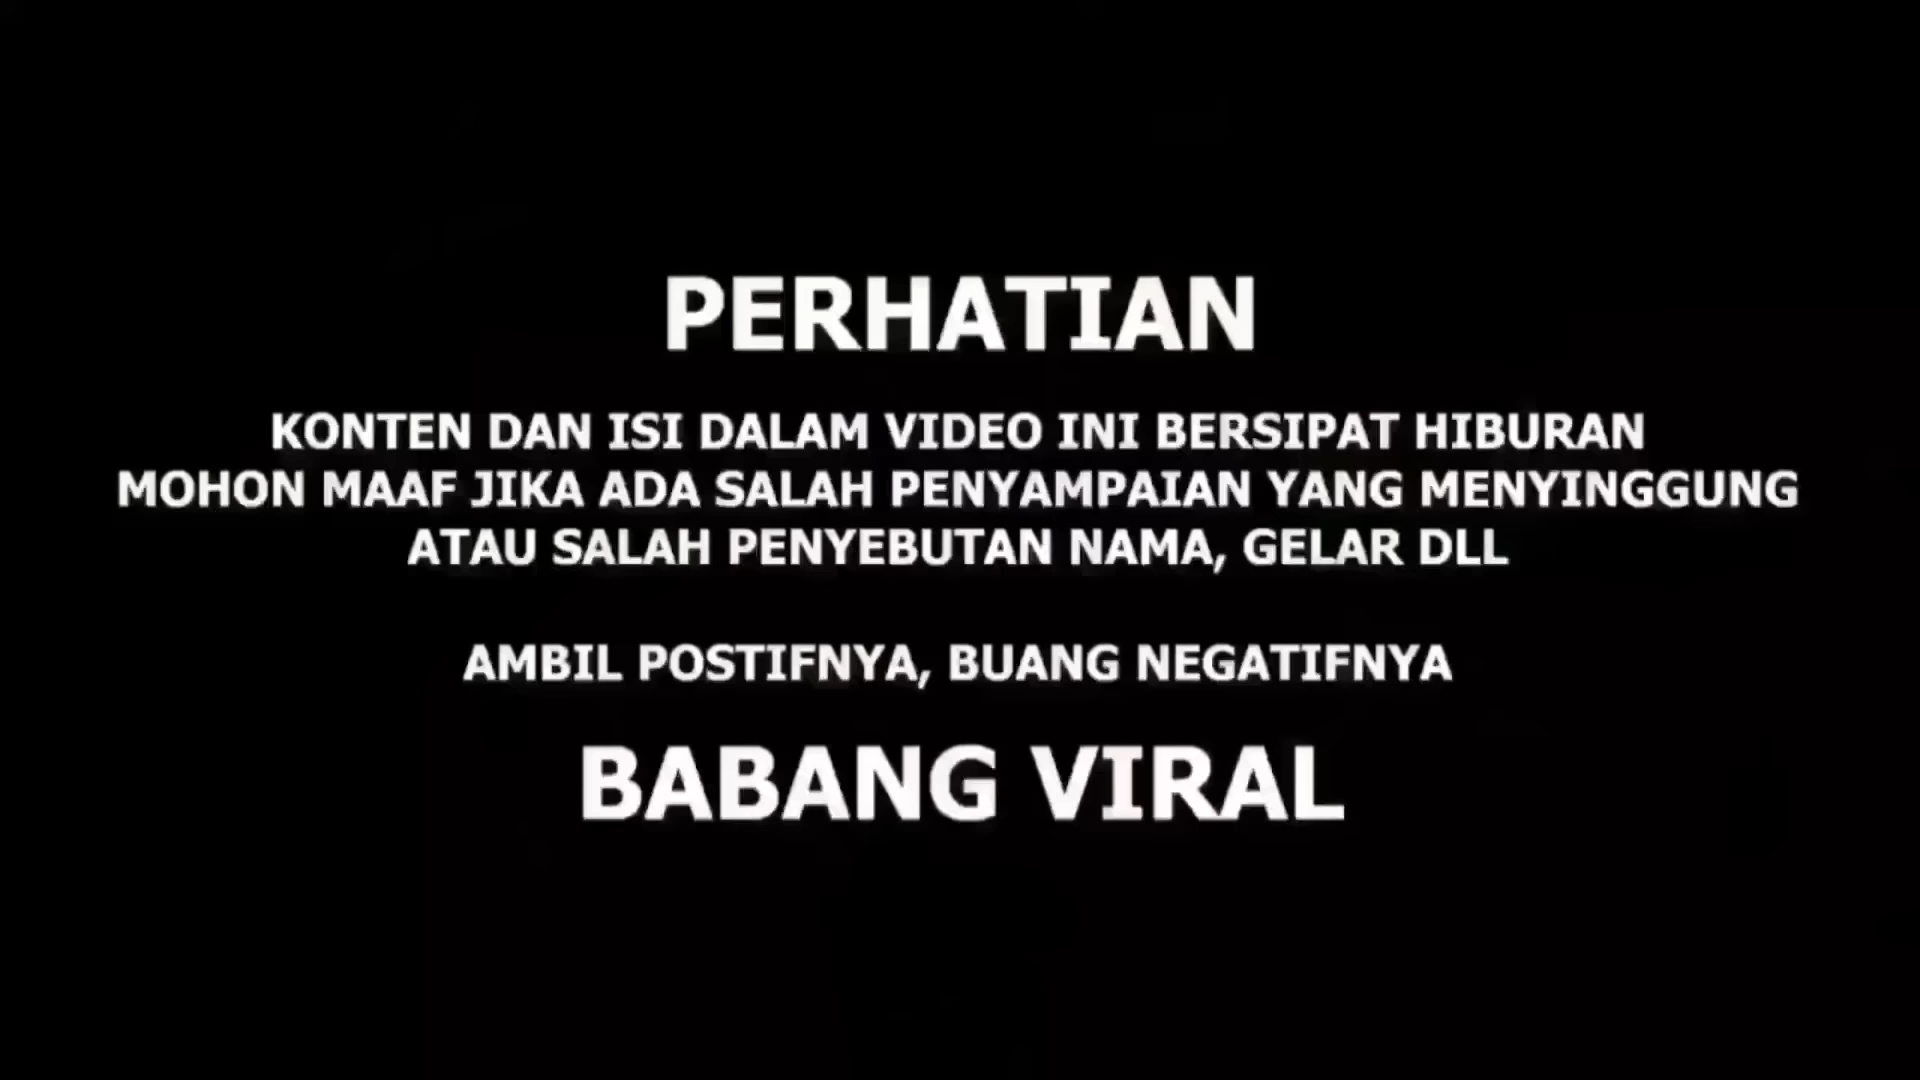 PERHATIAN
KONTEN DAN ISI DALAM VIDEO INI BERSIPAT HIBURAN
MOHON MAAF JIKA ADA SALAH PENYAMPAIAN YANG MENYINGGUNG
ATAU SALAH PENYEBUTAN NAMA, GELAR DLL
AMBIL POSTIFNYA, BUANG NEGATIFNYA
BABANG VIRAL